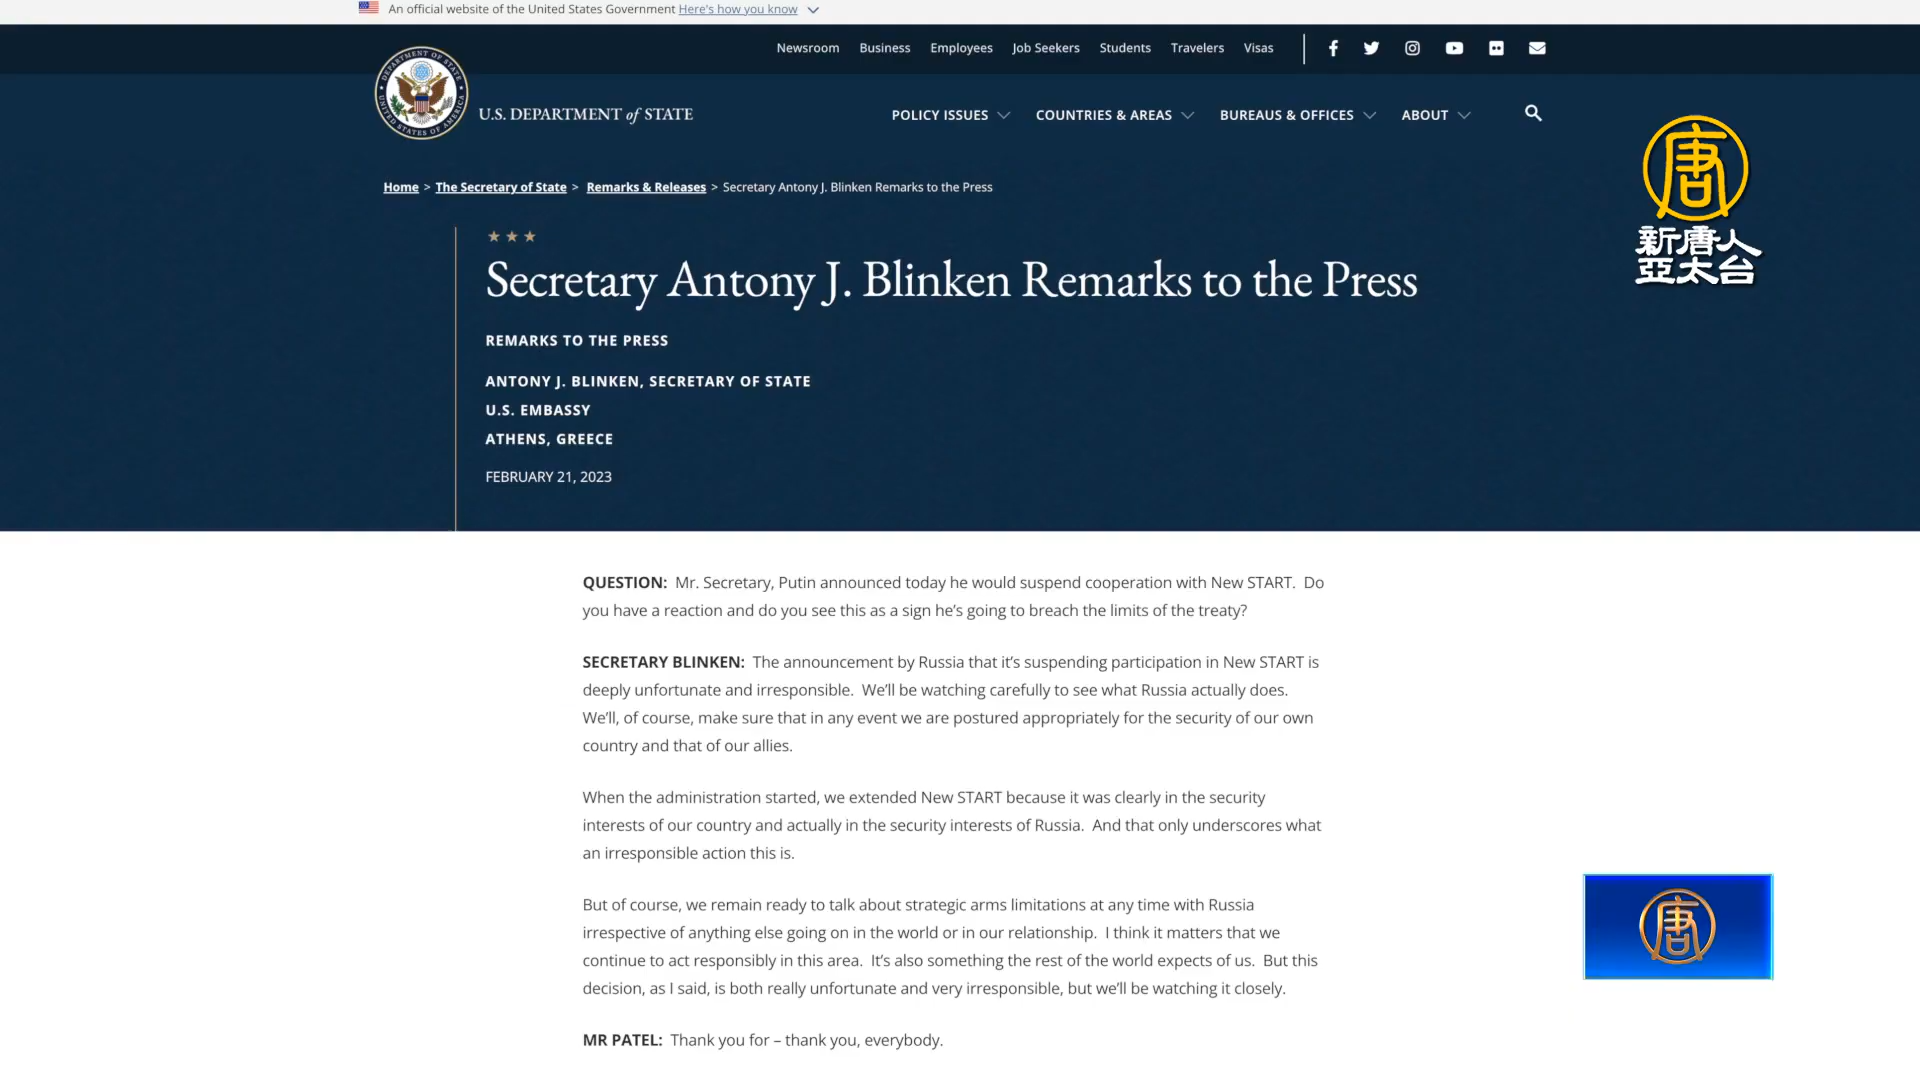 An official website of the United States Government Here's how you know
Newsroom Business Employees Job Seekers Students Travelers Visas
U.S. DEPARTMENT of STATE
POLICY ISSUES COUNTRIES & AREAS BUREAUS & OFFICES ABOUT
唐
新唐人
亞太台
Home > The Secretary of State > Remarks & Releases > Secretary Antony J. Blinken Remarks to the Press
Secretary Antony J. Blinken Remarks to the Press
REMARKS TO THE PRESS
ANTONY J. BLINKEN, SECRETARY OF STATE
U.S. EMBASSY
ATHENS, GREECE
FEBRUARY 21, 2023
QUESTION: Mr. Secretary, Putin announced today he would suspend cooperation with New START. Do
you have a reaction and do you see this as a sign he's going to breach the limits of the treaty?
SECRETARY BLINKEN: The announcement by Russia that it's suspending participation in New START is
deeply unfortunate and irresponsible. We'll be watching carefully to see what Russia actually does.
We'll, of course, make sure that in any event we are postured appropriately for the security of our own
country and that of our allies.
When the administration started, we extended New START because it was clearly in the security
interests of our country and actually in the security interests of Russia. And that only underscores what
an irresponsible action this is.
But of course, we remain ready to talk about strategic arms limitations at any time with Russia
irrespective of anything else going on in the world or in our relationship. I think it matters that we
continue to act responsibly in this area. It's also something the rest of the world expects of us. But this
decision, as I said, is both really unfortunate and very irresponsible, but we'll be watching it closely.
MR PATEL: Thank you for – thank you, everybody.
唐
DEPARTMENT OF STATE
UNITED STATES OF AMERICA